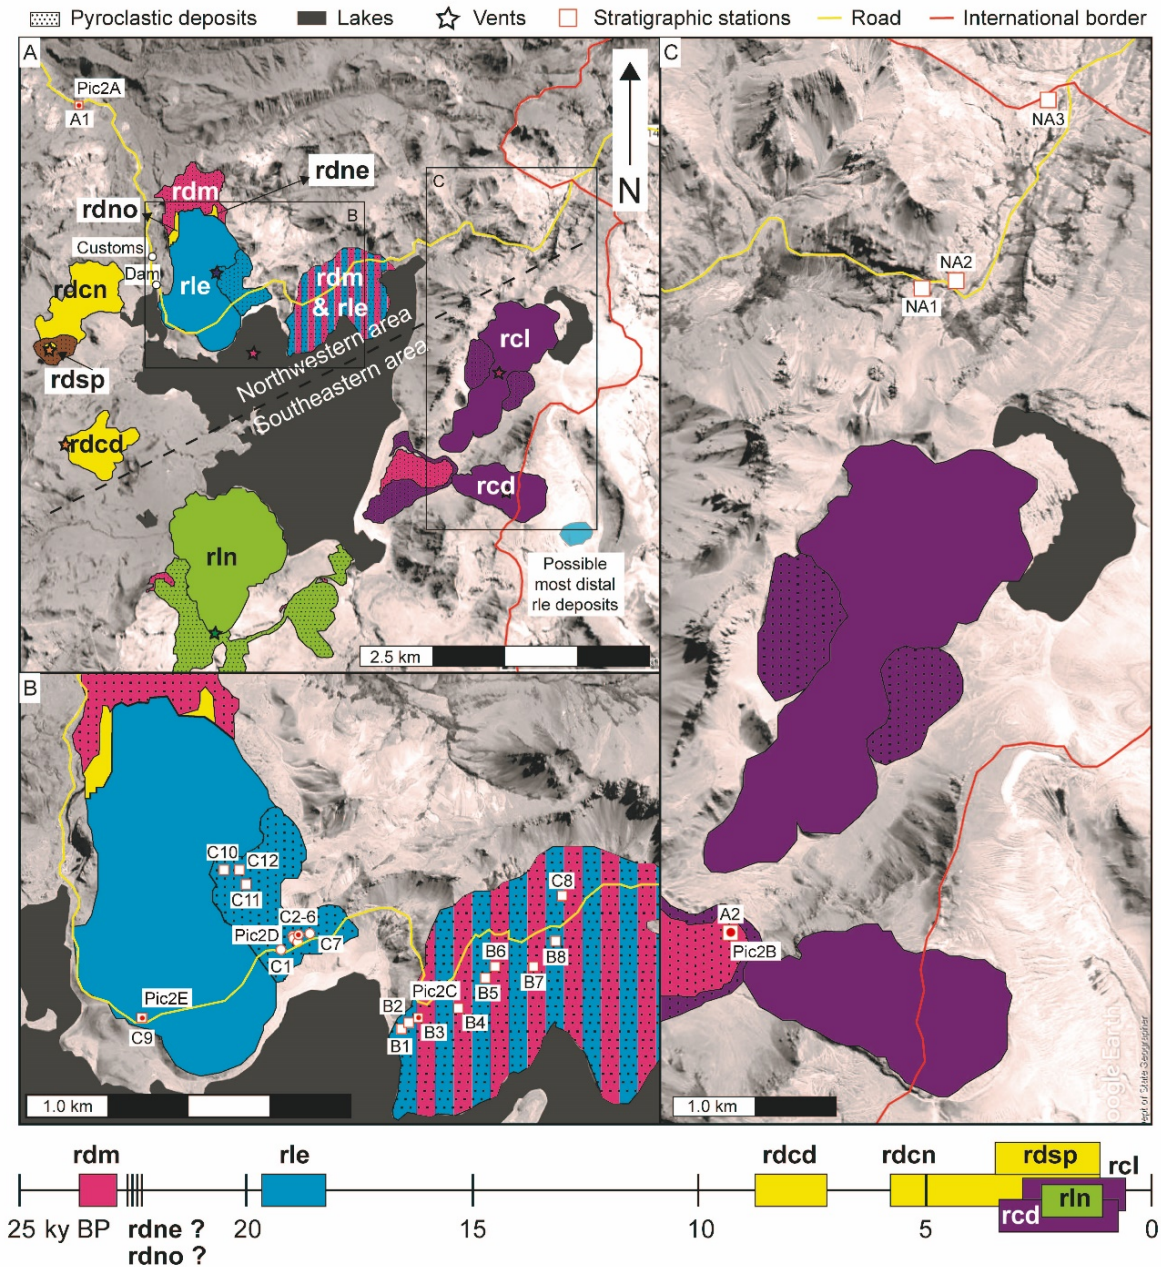 Pyroclastic deposits Lakes Vents Stratigraphic stations Road International border
A
Pic2A
A1
rdm
rdne
rdno
Customs
Dam
B
C
N
rdcn
rle
rdm
& rle
rdsp
Northwestern area
Southeastern area
rcl
rdcd
rcd
rln
Possible
most distal
rle deposits
2.5 km
B
C10
C12
C11
C2-6
Pic2D
C7
C1
Pic2E
C9
C8
B6
B8
Pic2C
B5
B7
B2
B4
B3
B1
1.0 km
C
NA3
NA2
NA1
A2
Pic2B
1.0 km
ept of State Geographer
rdm rle rdcd rdcn rdsp rcl
rln
rcd
25 ky BP 20 15 10 5 0
rdne ?
rdno ?